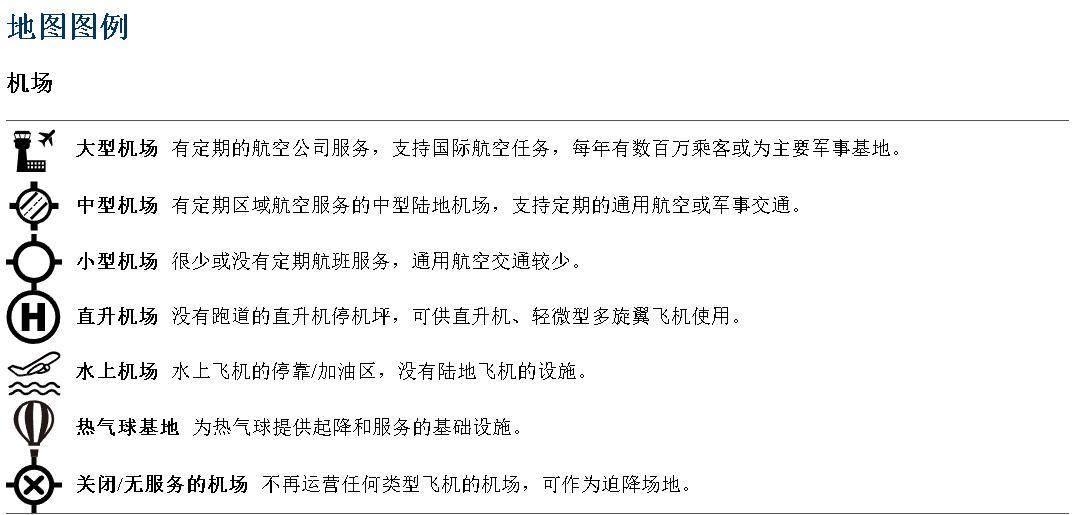 地图图例
机场
大型机场 有定期的航空公司服务，支持国际航空任务，每年有数百万乘客或为主要军事基地。
中型机场 有定期区域航空服务的中型陆地机场，支持定期的通用航空或军事交通。
小型机场 很少或没有定期航班服务，通用航空交通较少。
H 直升机场 没有跑道的直升机停机坪，可供直升机、轻微型多旋翼飞机使用。
水上机场 水上飞机的停靠/加油区，没有陆地飞机的设施。
热气球基地 为热气球提供起降和服务的基础设施。
关闭/无服务的机场 不再运营任何类型飞机的机场，可作为迫降场地。